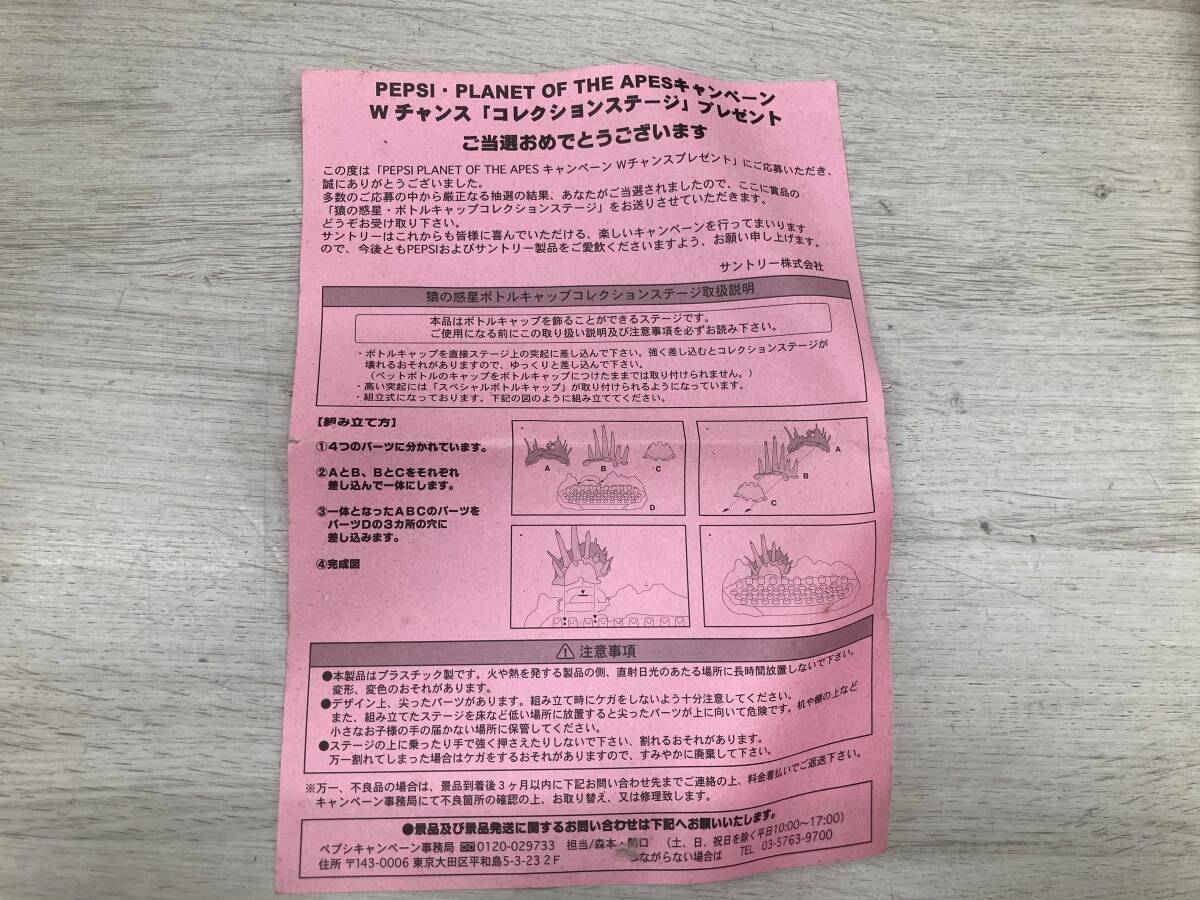 PEPSI・PLANET OF THE APESキャンペーン
W チャンス「コレクションステージ」プレゼント
ご当選おめでとうございます
この度は「PEPSI PLANET OF THE APES キャンペーン Wチャンスプレゼント」にご応募いただき、
誠にありがとうございました。
多数のご応募の中から厳正なる抽選の結果、あなたがご当選されましたので、ここに賞品の
「猿の惑星・ボトルキャップコレクションステージ」をお送りさせていただきます。
どうぞお受け取り下さい。
サントリーはこれからも皆様に喜んでいただける、楽しいキャンペーンを行ってまいります
ので、今後ともPEPSIおよびサントリー製品をご愛飲くださいますよう、お願い申し上げます。
サントリー株式会社
猿の惑星ボトルキャップコレクションステージ取扱説明
本品はボトルキャップを飾ることができるステージです。
ご使用になる前にこの取り扱い説明及び注意事項を必ずお読み下さい。
・ボトルキャップを直接ステージ上の突起に差し込んで下さい。強く差し込むとコレクションステージが
壊れるおそれがありますので、ゆっくりと差し込んで下さい。
（ペットボトルのキャップをボトルキャップにつけたままでは取り付けられません。）
・高い突起には「スペシャルボトルキャップ」が取り付けられるようになっています。
・組立式になっております。下記の図のように組み立ててください。
【組み立て方】
①4つのパーツに分かれています。
②AとB、BとCをそれぞれ
差し込んで一体にします。
③一体となったABCのパーツを
パーツDの3カ所の穴に
差し込みます。
④完成図
A
B
C
D
A
B
C
注意事項
●本製品はプラスチック製です。火や熱を発する製品の側、直射日光のあたる場所に長時間放置しないで下さい。
変形、変色のおそれがあります。
●デザイン上、尖ったパーツがあります。組み立て時にケガをしないよう十分注意してください。
また、組み立てたステージを床など低い場所に放置すると尖ったパーツが上に向いて危険です。机や棚の上など
小さなお子様の手の届かない場所に保管してください。
●ステージの上に乗ったり手で強く押さえたりしないで下さい、割れるおそれがあります。
万一割れてしまった場合はケガをするおそれがありますので、すみやかに廃棄して下さい。
※万一、不良品の場合は、景品到着後3ヶ月以内に下記お問い合わせ先までご連絡の上、料金着払いでご返送下さい。
キャンペーン事務局にて不良箇所の確認の上、お取り替え、又は修理致します。
●景品及び景品発送に関するお問い合わせは下記へお願いいたします。
ペプシキャンペーン事務局 0120-029733 担当/森本・関口 （土、日、祝日を除く平日10:00～17:00）
住所 〒143-0006 東京大田区平和島5-3-23 2F つながらない場合は TEL 03-5763-9700